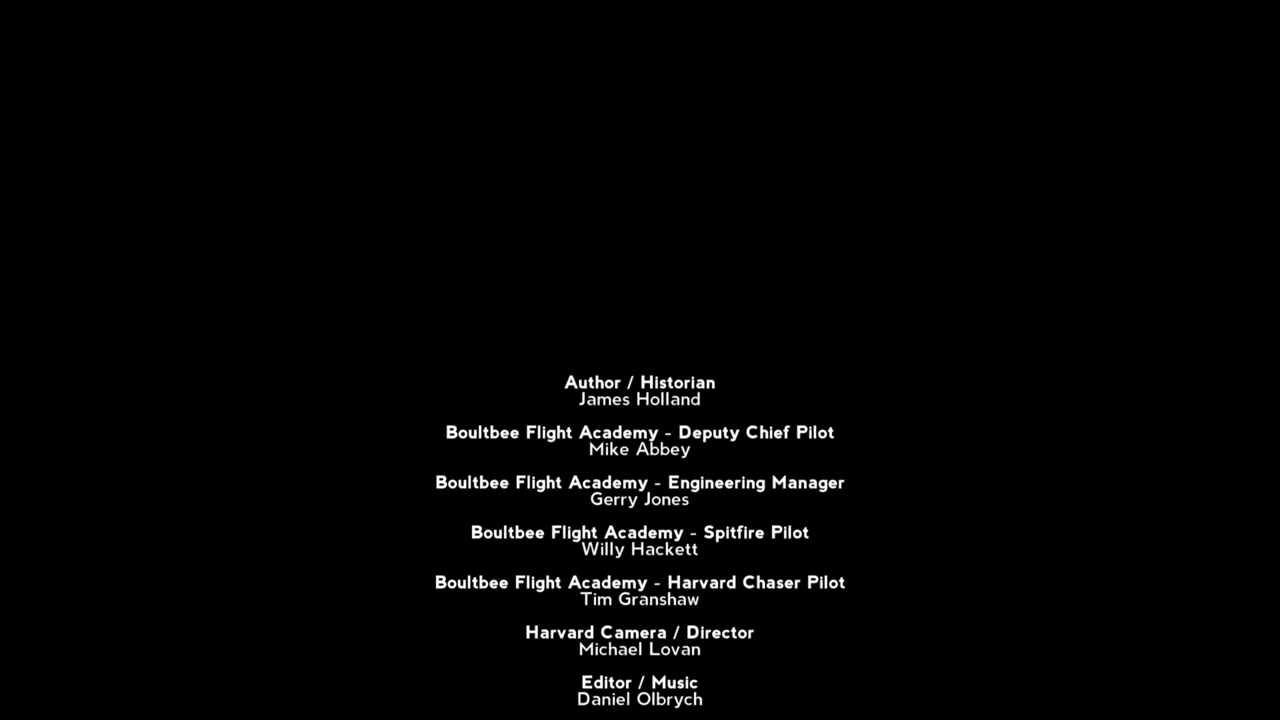 Author / Historian
James Holland
Boultbee Flight Academy - Deputy Chief Pilot
Mike Abbey
Boultbee Flight Academy - Engineering Manager
Gerry Jones
Boultbee Flight Academy - Spitfire Pilot
Willy Hackett
Boultbee Flight Academy - Harvard Chaser Pilot
Tim Granshaw
Harvard Camera / Director
Michael Lovan
Editor / Music
Daniel Olbrych